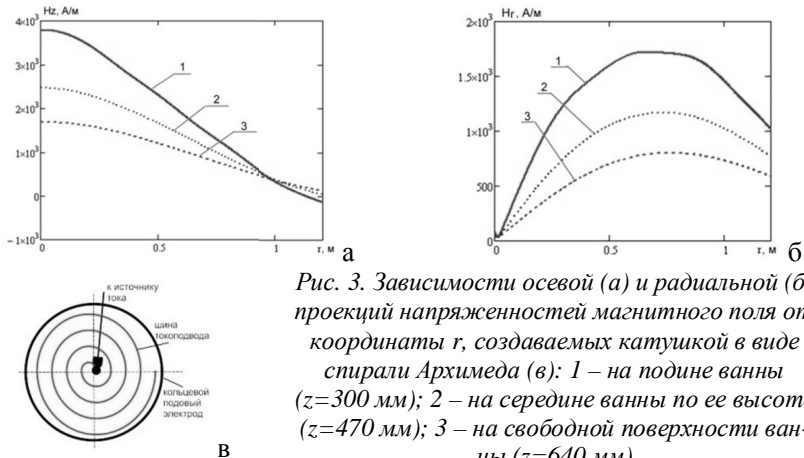 Hz, А/м
4×10³
3×10³
2×10³
1×10³
0
−1×10³
0
0.5
1
r, м
1
2
3
а
Hr, А/м
2×10³
1.5×10³
1×10³
500
0
0
0.5
1
r, м
1
2
3
б
к источнику
тока
шина
токоподвода
кольцевой
подовый
электрод
в
Рис. 3. Зависимости осевой (а) и радиальной (б
проекций напряженностей магнитного поля от
координаты r, создаваемых катушкой в виде
спирали Архимеда (в): 1 – на подине ванны
(z=300 мм); 2 – на середине ванны по ее высот
(z=470 мм); 3 – на свободной поверхности ван-
ны (z=640 мм)